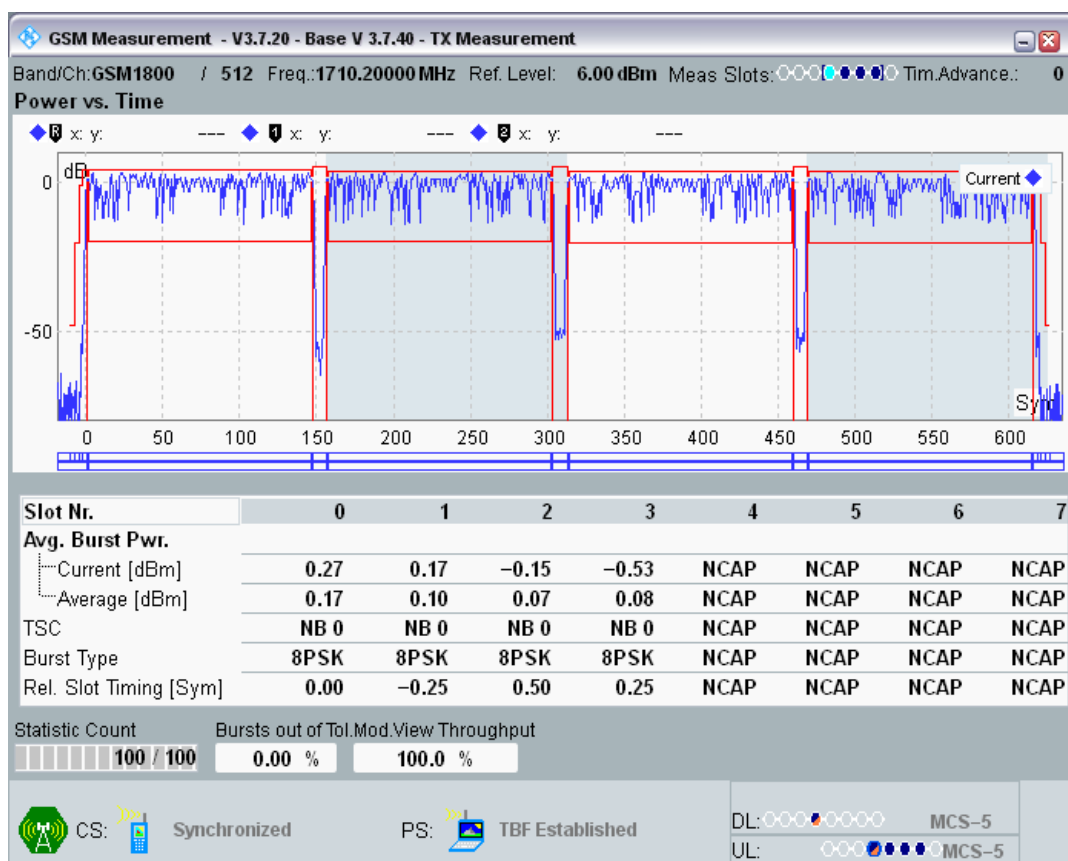 GSM Measurement - V3.7.20 - Base V 3.7.40 - TX Measurement
Band/Ch:GSM1800 / 512 Freq.:1710.20000 MHz Ref. Level: 6.00 dBm Meas Slots: Tim.Advance.: 0
Power vs. Time
R x: y: --- 1 x: y: --- 2 x: y: ---
dB
0
Current
-50
Sym
0 50 100 150 200 250 300 350 400 450 500 550 600
Slot Nr. 0 1 2 3 4 5 6 7
Avg. Burst Pwr.
Current [dBm] 0.27 0.17 −0.15 −0.53 NCAP NCAP NCAP NCAP
Average [dBm] 0.17 0.10 0.07 0.08 NCAP NCAP NCAP NCAP
TSC NB 0 NB 0 NB 0 NB 0 NCAP NCAP NCAP NCAP
Burst Type 8PSK 8PSK 8PSK 8PSK NCAP NCAP NCAP NCAP
Rel. Slot Timing [Sym] 0.00 −0.25 0.50 0.25 NCAP NCAP NCAP NCAP
Statistic Count Bursts out of Tol.Mod.View Throughput
100 / 100 0.00 % 100.0 %
CS: Synchronized PS: TBF Established
DL: MCS−5
UL: MCS−5